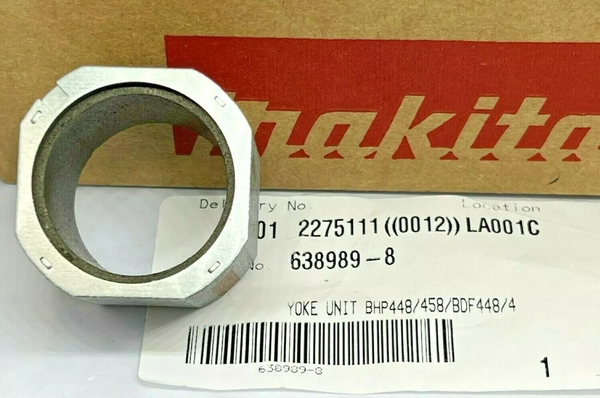 makita
Delivery No. Location
01 2275111((0012)) LA001C
No. 638989-8
YOKE UNIT BHP448/458/BDF448/4
638989-8 1